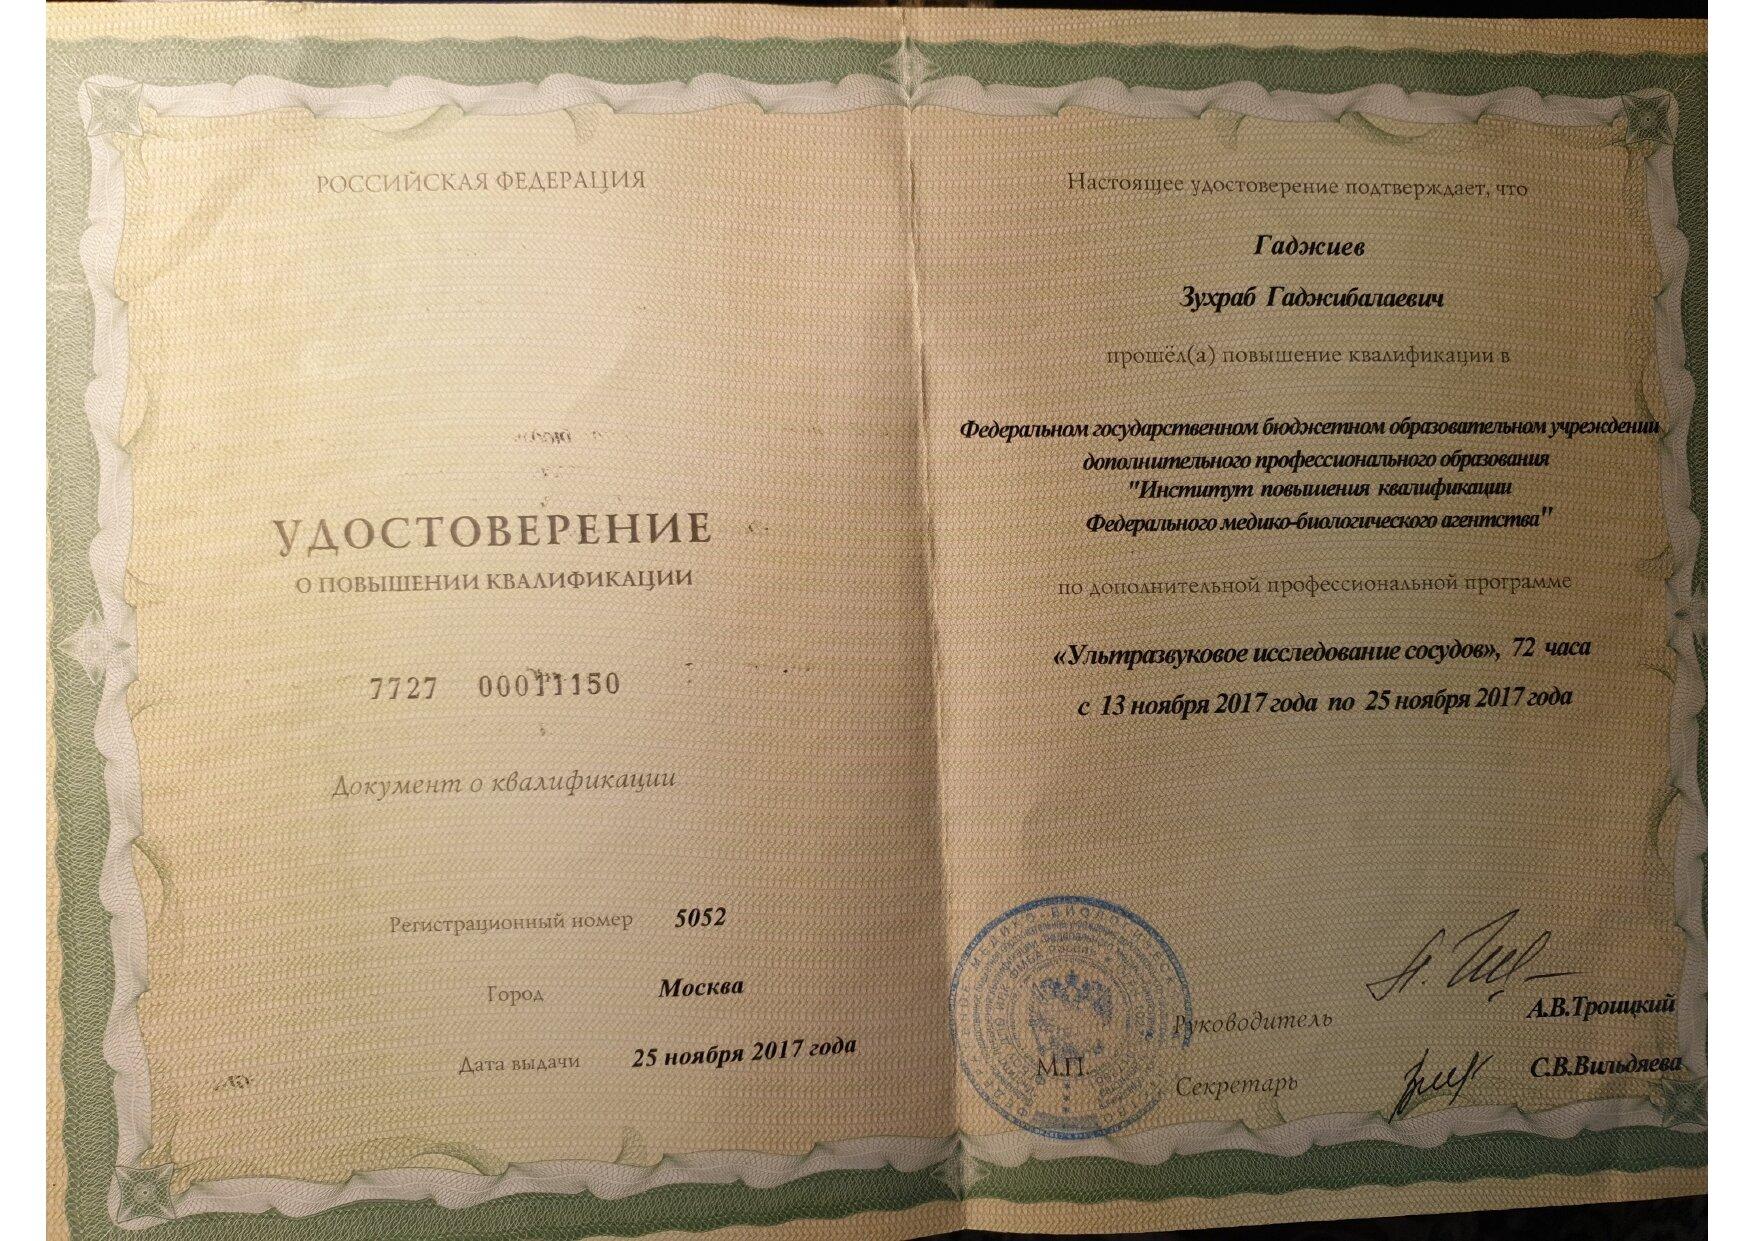 РОССИЙСКАЯ ФЕДЕРАЦИЯ
УДОСТОВЕРЕНИЕ
О ПОВЫШЕНИИ КВАЛИФИКАЦИИ
7727 00011150
Документ о квалификации
Регистрационный номер 5052
Город Москва
Дата выдачи 25 ноября 2017 года
Настоящее удостоверение подтверждает, что
Гаджиев
Зухраб Гаджибалаевич
прошёл(а) повышение квалификации в
Федеральном государственном бюджетном образовательном учреждении
дополнительного профессионального образования
"Институт повышения квалификации
Федерального медико-биологического агентства"
по дополнительной профессиональной программе
«Ультразвуковое исследование сосудов», 72 часа
с 13 ноября 2017 года по 25 ноября 2017 года
Руководитель А.В.Троицкий
М.П.
Секретарь С.В.Вильдяева